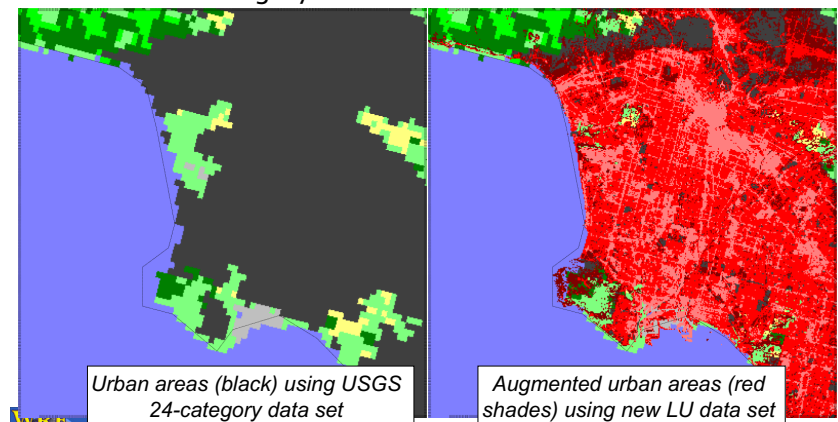 Urban areas (black) using USGS
24-category data set
Augmented urban areas (red
shades) using new LU data set